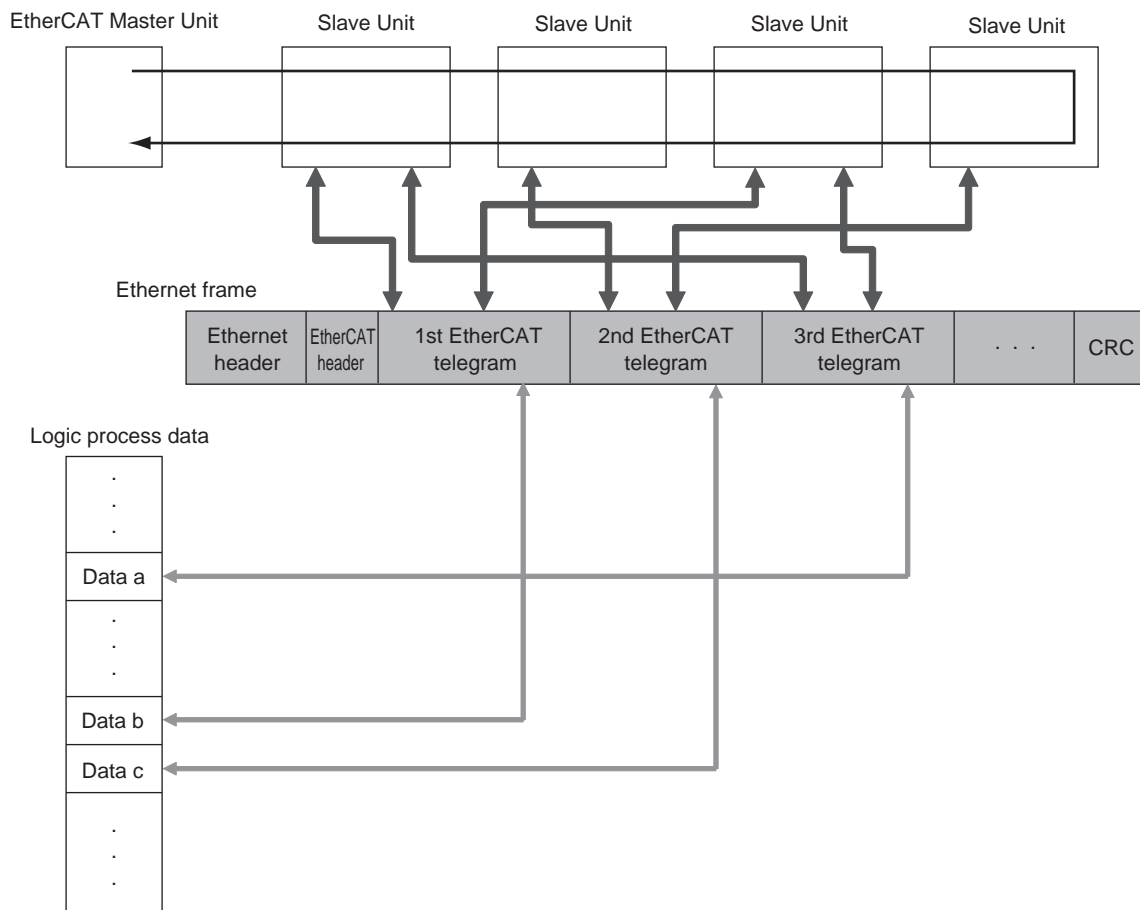 EtherCAT Master Unit
Slave Unit
Slave Unit
Slave Unit
Slave Unit
Ethernet frame
Ethernet
header
EtherCAT
header
1st EtherCAT
telegram
2nd EtherCAT
telegram
3rd EtherCAT
telegram
· · ·
CRC
Logic process data
·
·
·
Data a
·
·
·
Data b
Data c
·
·
·